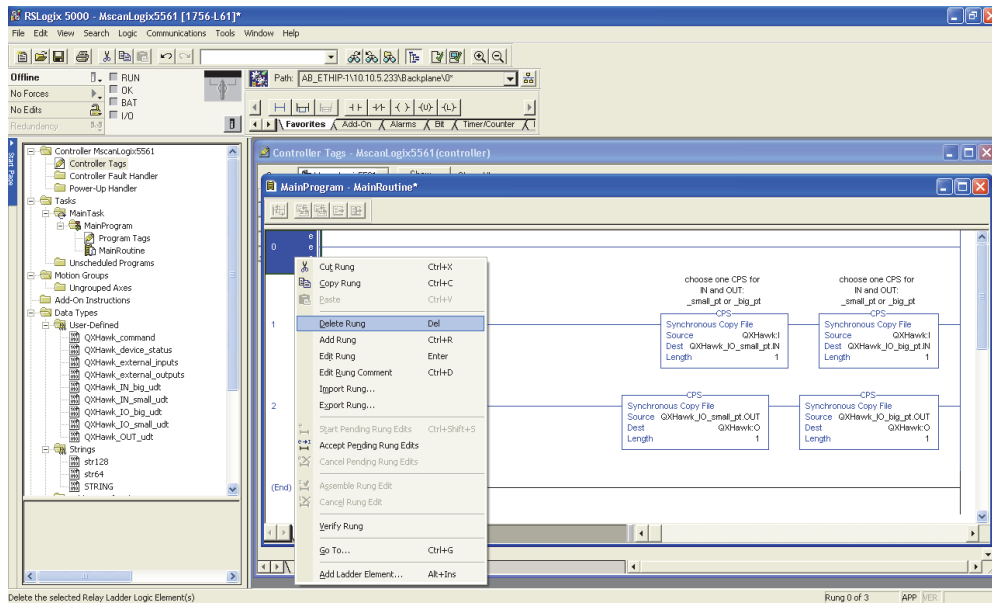 RSLogix 5000 - MscanLogix5561 [1756-L61]*
File Edit View Search Logic Communications Tools Window Help
Offline
RUN
No Forces
OK
No Edits
BAT
Redundancy
I/O
Path: AB_ETHIP-1\10.10.5.233\Backplane\0*
Favorites Add-On Alarms Bit Timer/Counter
Start Page
Controller MscanLogix5561
Controller Tags
Controller Fault Handler
Power-Up Handler
Tasks
MainTask
MainProgram
Program Tags
MainRoutine
Unscheduled Programs
Motion Groups
Ungrouped Axes
Add-On Instructions
Data Types
User-Defined
QXHawk_command
QXHawk_device_status
QXHawk_external_inputs
QXHawk_external_outputs
QXHawk_IN_big_udt
QXHawk_IN_small_udt
QXHawk_IO_big_udt
QXHawk_IO_small_udt
QXHawk_OUT_udt
Strings
str128
str64
STRING
Controller Tags - MscanLogix5561(controller)
MainProgram - MainRoutine*
0
e
e
e
Cut Rung Ctrl+X
Copy Rung Ctrl+C
Paste Ctrl+V
Delete Rung Del
Add Rung Ctrl+R
Edit Rung Enter
Edit Rung Comment Ctrl+D
Import Rung...
Export Rung...
Start Pending Rung Edits Ctrl+Shift+S
Accept Pending Rung Edits
Cancel Pending Rung Edits
Assemble Rung Edit
Cancel Rung Edit
Verify Rung
Go To... Ctrl+G
Add Ladder Element... Alt+Ins
1
choose one CPS for
IN and OUT:
_small_pt or _big_pt
CPS
Synchronous Copy File
Source QXHawk:I
Dest QXHawk_IO_small_pt.IN
Length 1
choose one CPS for
IN and OUT:
_small_pt or _big_pt
CPS
Synchronous Copy File
Source QXHawk:I
Dest QXHawk_IO_big_pt.IN
Length 1
2
CPS
Synchronous Copy File
Source QXHawk_IO_small_pt.OUT
Dest QXHawk:O
Length 1
CPS
Synchronous Copy File
Source QXHawk_IO_big_pt.OUT
Dest QXHawk:O
Length 1
(End)
Delete the selected Relay Ladder Logic Element(s)
Rung 0 of 3 APP VER